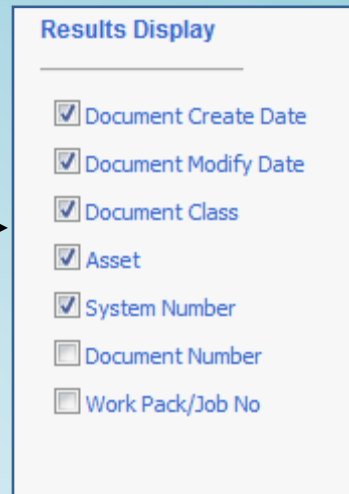 Results Display
Document Create Date
Document Modify Date
Document Class
Asset
System Number
Document Number
Work Pack/Job No